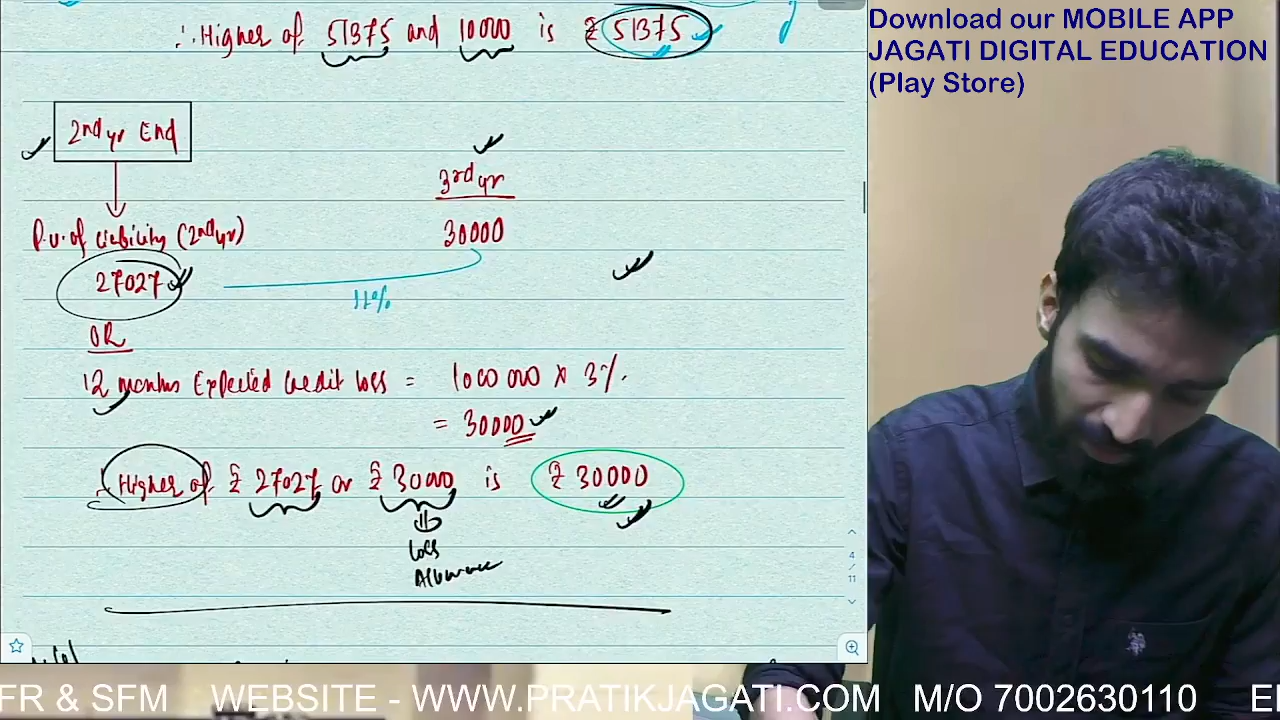 ∴ Higher of 51375 and 10000 is ₹ 51375
Download our MOBILE APP
JAGATI DIGITAL EDUCATION
(Play Store)
2nd yr End
3rd yr
P.v. of Liability (2nd yr)
30000
27027
11%
OR
12 months Expected Credit Loss = 1000000 × 3%
= 30000
∴ Higher of ₹ 27027 or ₹ 30000 is ₹ 30000
Loss
Allowance
4
/
11
FR & SFM WEBSITE - WWW.PRATIKJAGATI.COM M/O 7002630110